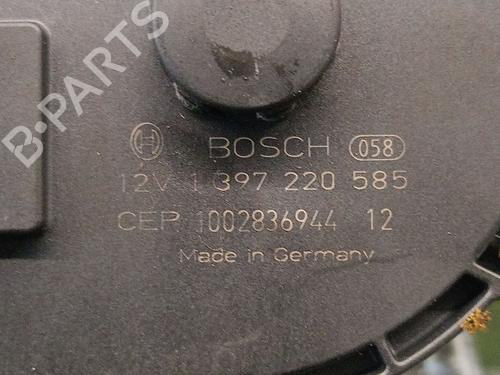 B-PARTS
BOSCH 058
12V 1 397 220 585
CEP 1002836944 12
Made in Germany